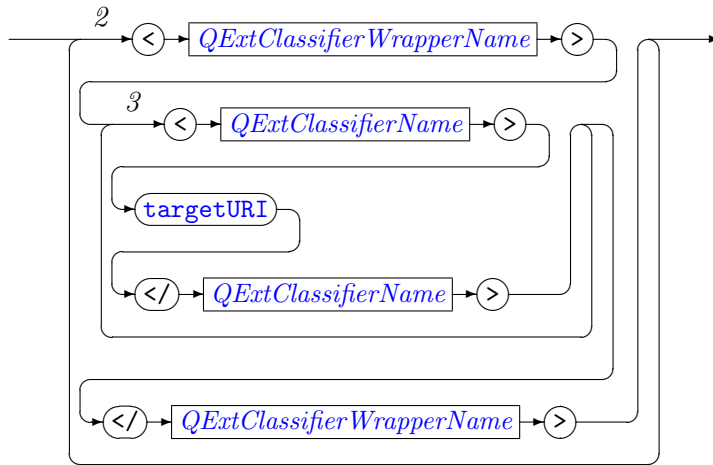 2 < QExtClassifierWrapperName >
3 < QExtClassifierName >
targetURI
</ QExtClassifierName >
</ QExtClassifierWrapperName >